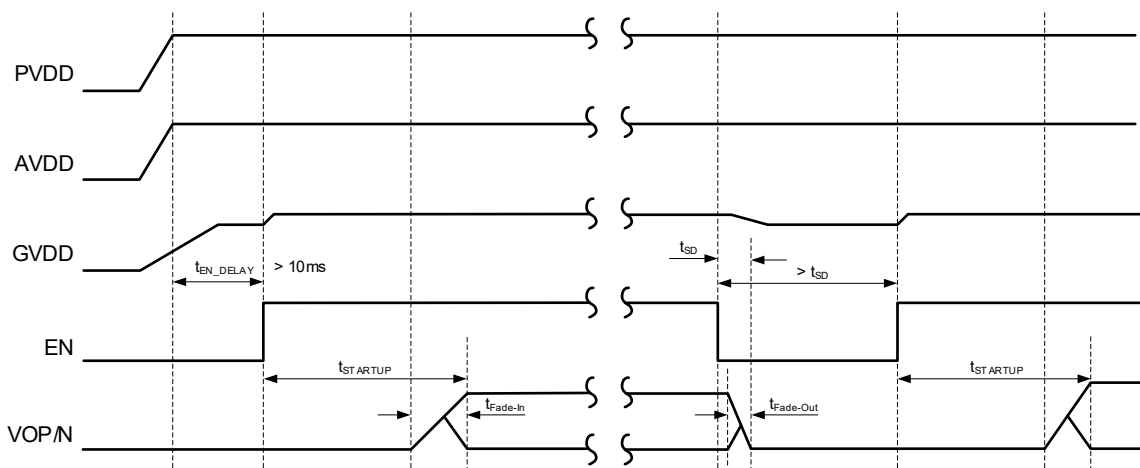 PVDD
AVDD
GVDD
tSD
tEN_DELAY > 10ms
> tSD
EN
tSTARTUP
tSTARTUP
tFade-In
tFade-Out
VOP/N